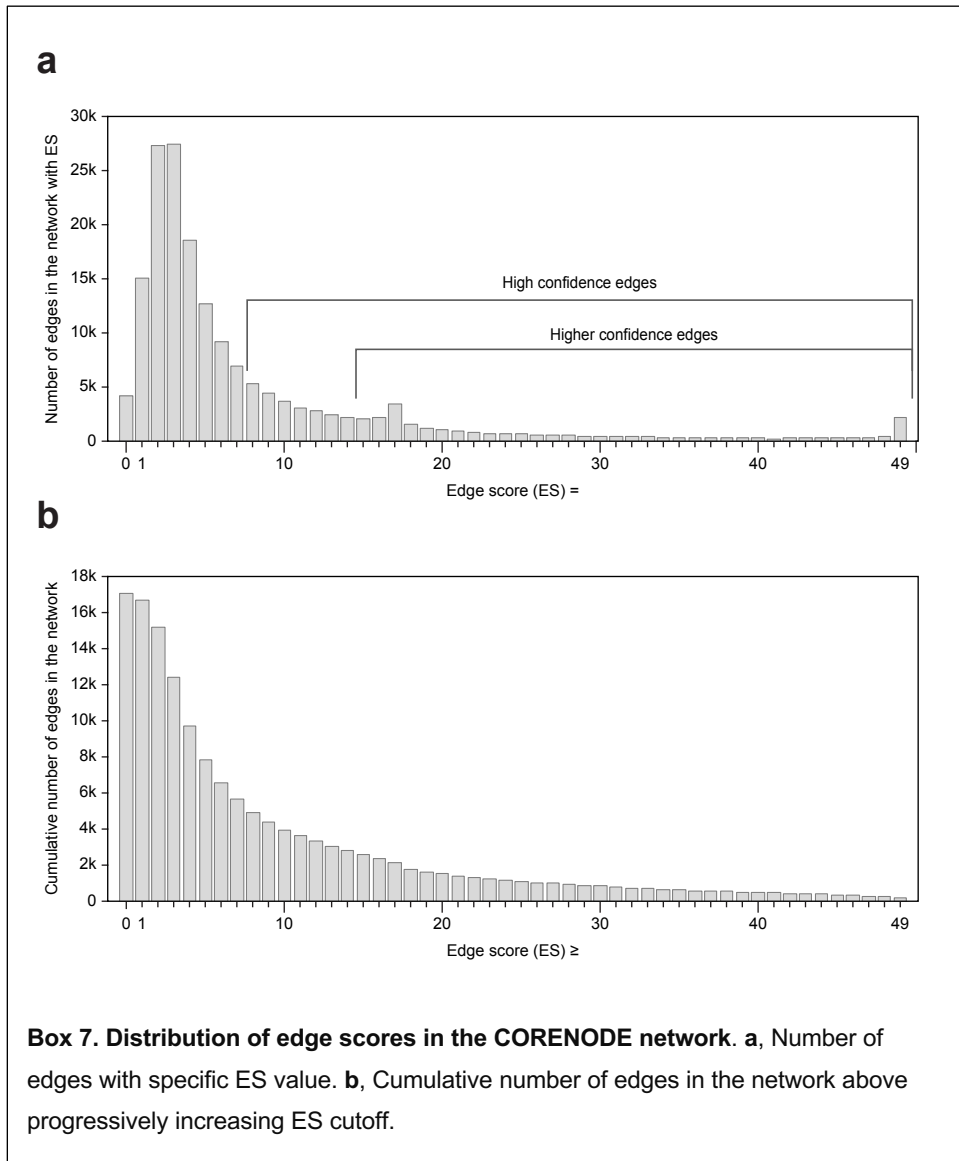 a
30k
25k
20k
15k
10k
5k
0
Number of edges in the network with ES
High confidence edges
Higher confidence edges
0 1 10 20 30 40 49
Edge score (ES) =
b
18k
16k
14k
12k
10k
8k
6k
4k
2k
0
Cumulative number of edges in the network
0 1 10 20 30 40 49
Edge score (ES) ≥
Box 7. Distribution of edge scores in the CORENODE network. a, Number of
edges with specific ES value. b, Cumulative number of edges in the network above
progressively increasing ES cutoff.